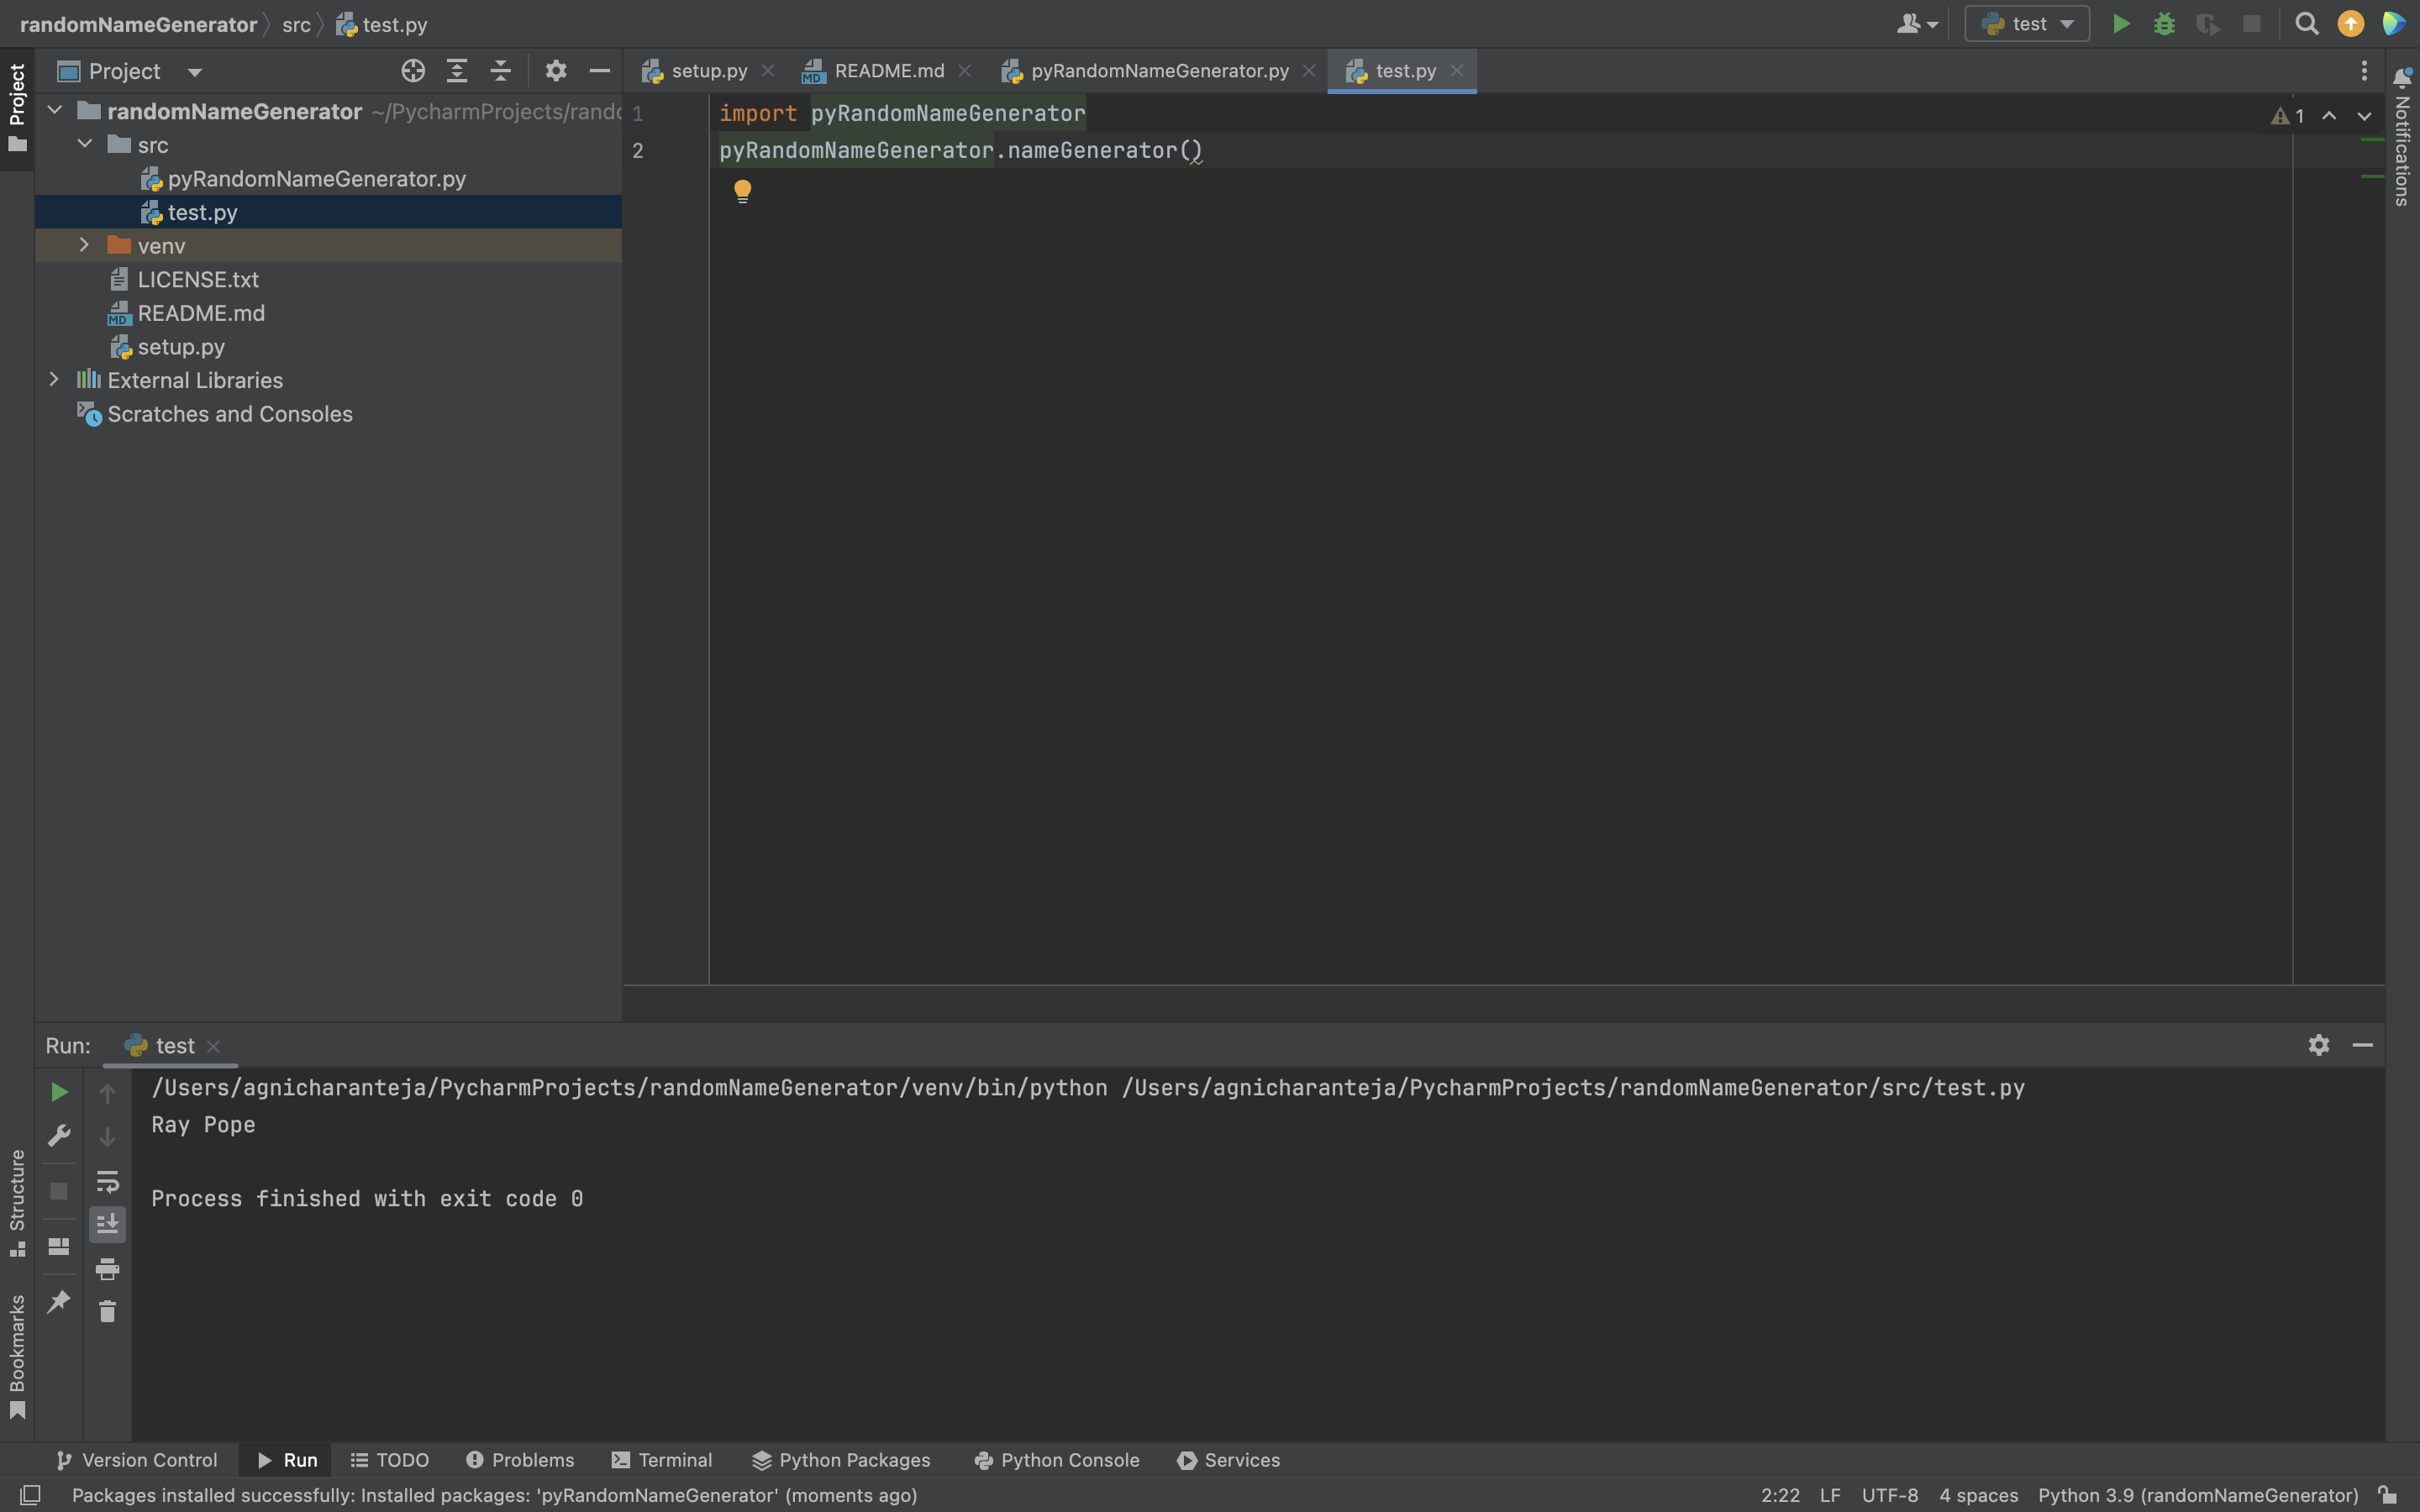 randomNameGenerator
src
test.py
test
Project
Project
setup.py
README.md
pyRandomNameGenerator.py
test.py
Notifications
randomNameGenerator ~/PycharmProjects/rando
src
pyRandomNameGenerator.py
test.py
venv
LICENSE.txt
MD
README.md
setup.py
External Libraries
Scratches and Consoles
1 import pyRandomNameGenerator
2 pyRandomNameGenerator.nameGenerator()
1
Run: test
/Users/agnicharanteja/PycharmProjects/randomNameGenerator/venv/bin/python /Users/agnicharanteja/PycharmProjects/randomNameGenerator/src/test.py
Ray Pope
Process finished with exit code 0
Structure
Bookmarks
Version Control Run TODO Problems Terminal Python Packages Python Console Services
Packages installed successfully: Installed packages: 'pyRandomNameGenerator' (moments ago) 2:22 LF UTF-8 4 spaces Python 3.9 (randomNameGenerator)